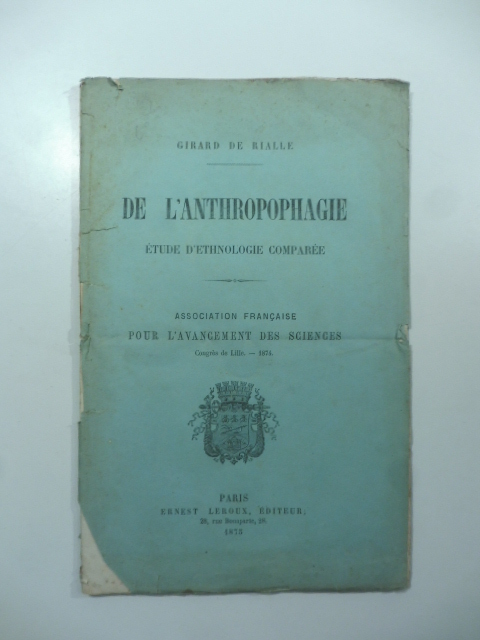 GIRARD DE RIALLE
DE L'ANTHROPOPHAGIE
ÉTUDE D'ETHNOLOGIE COMPARÉE
ASSOCIATION FRANÇAISE
POUR L'AVANCEMENT DES SCIENCES
Congrès de Lille. — 1874.
PARIS
ERNEST LEROUX, ÉDITEUR,
28, rue Bonaparte, 28.
1875